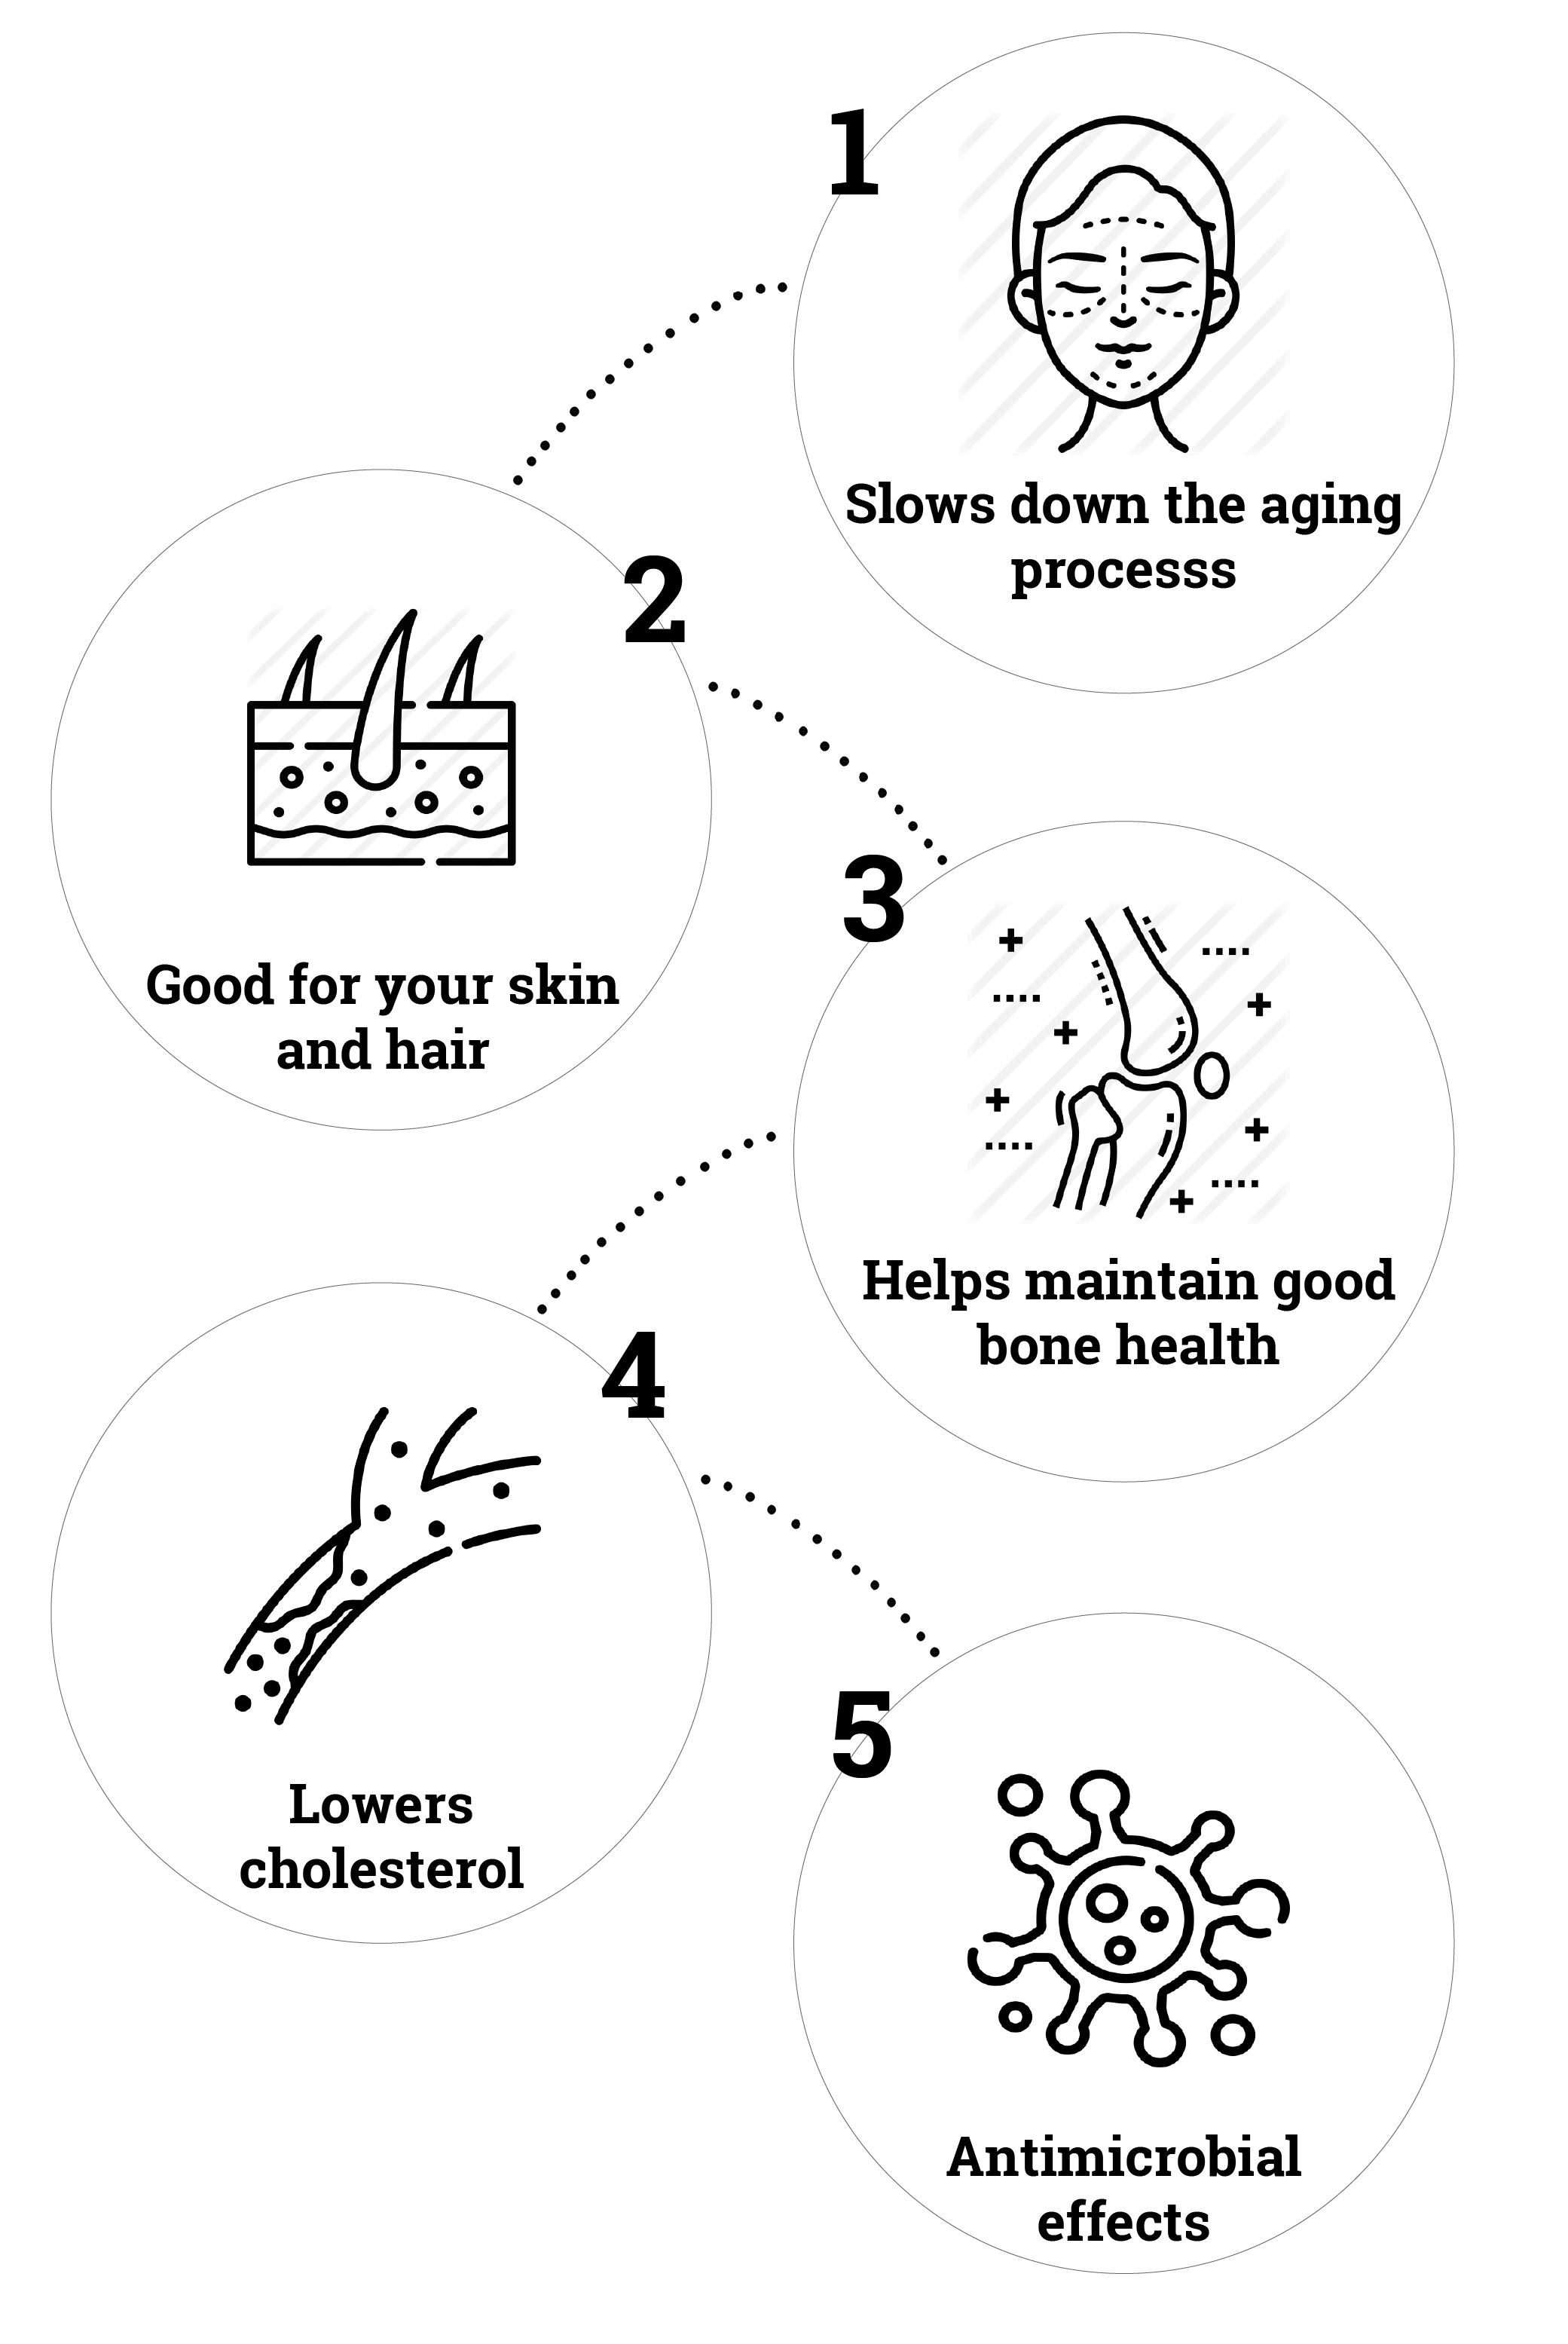 1
Slows down the aging
processs
2
Good for your skin
and hair
3
Helps maintain good
bone health
4
Lowers
cholesterol
5
Antimicrobial
effects